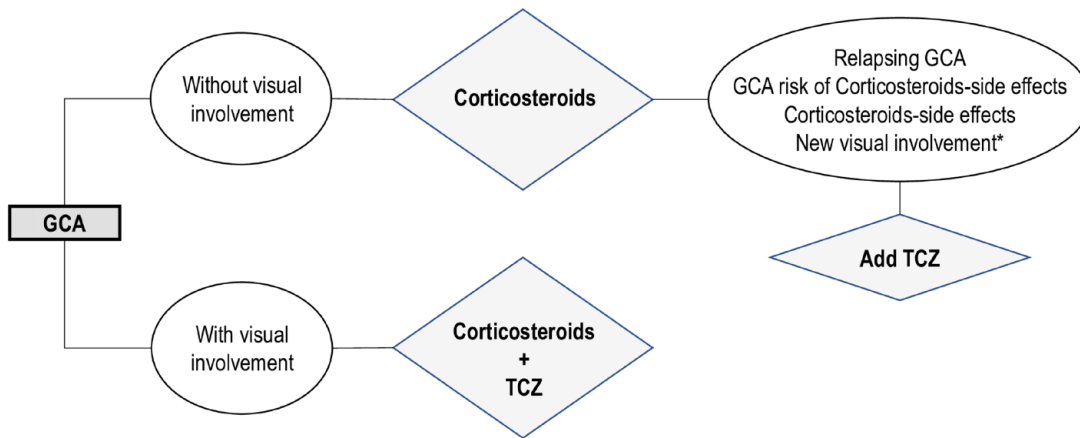 GCA
Without visual
involvement
Corticosteroids
Relapsing GCA
GCA risk of Corticosteroids-side effects
Corticosteroids-side effects
New visual involvement*
Add TCZ
With visual
involvement
Corticosteroids
+
TCZ